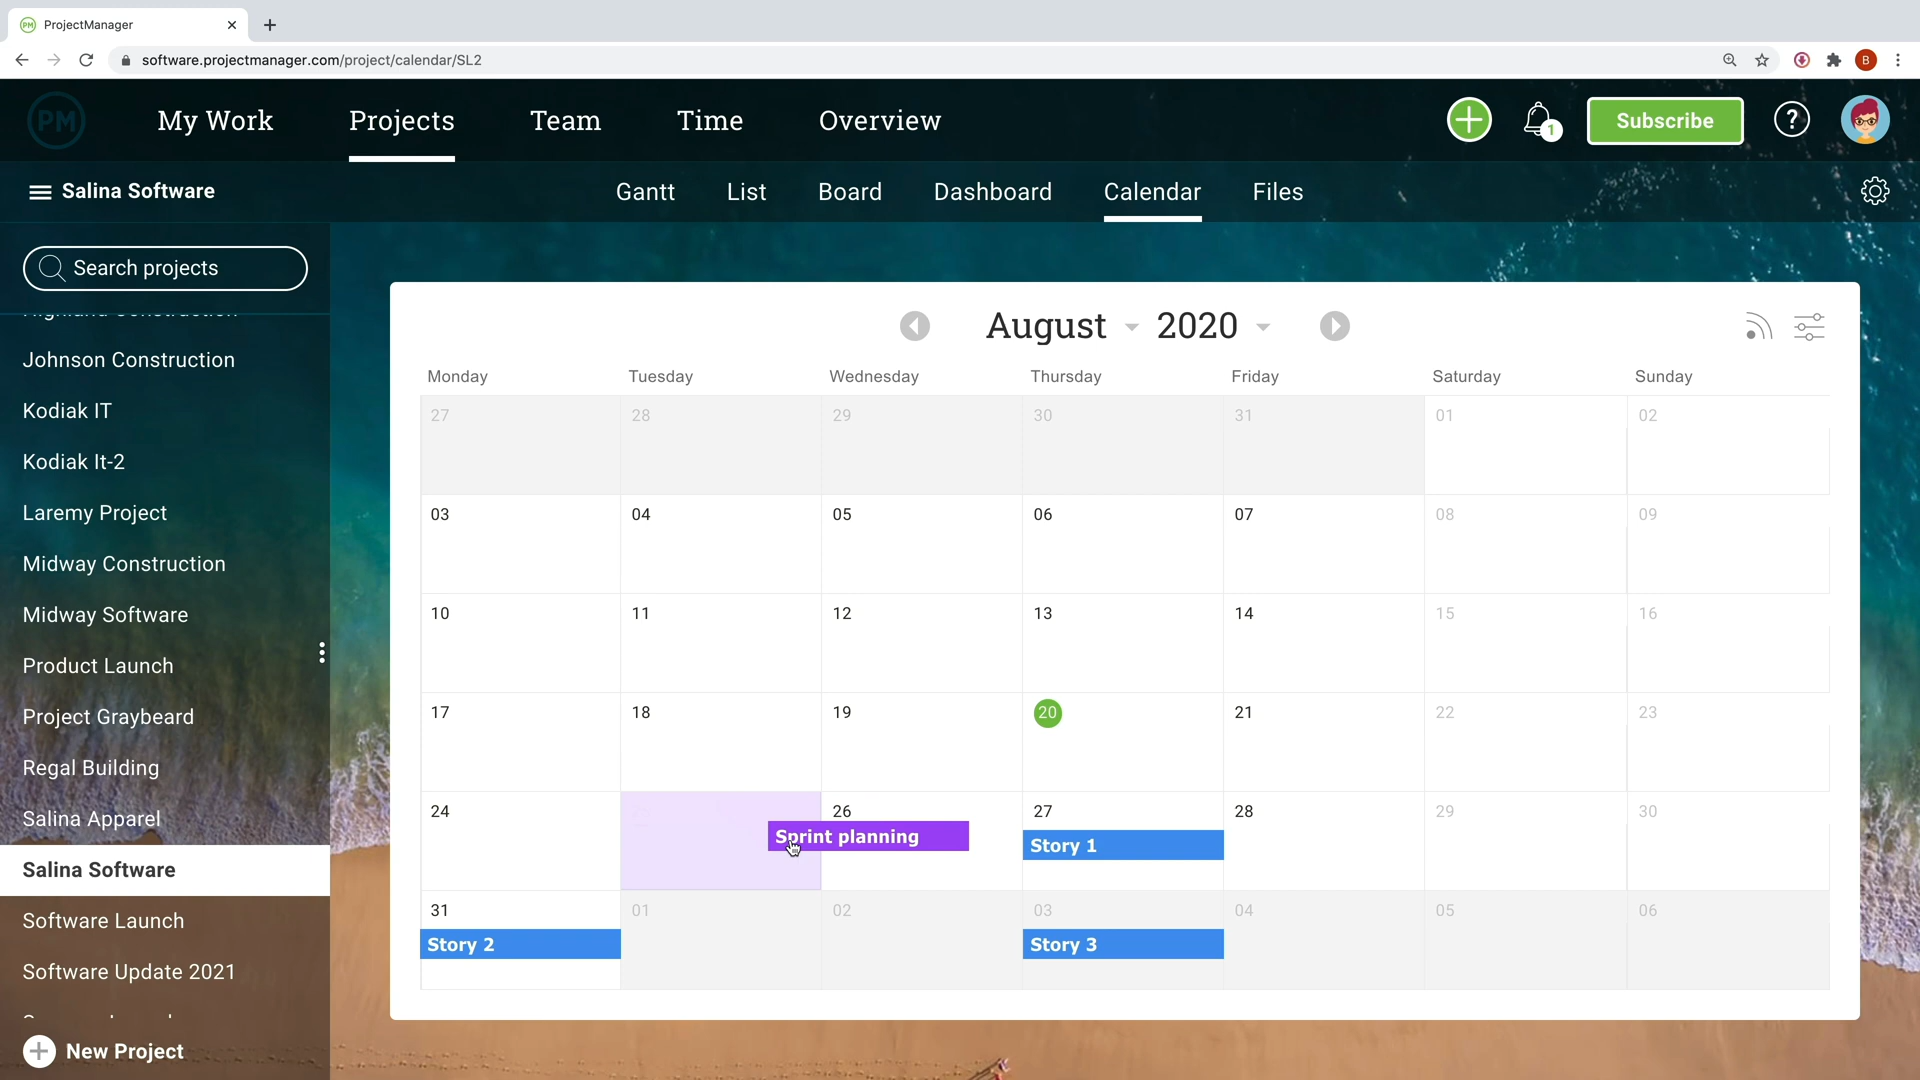 PM ProjectManager
software.projectmanager.com/project/calendar/SL2
B
PM
My Work
Projects
Team
Time
Overview
1
Subscribe
?
Salina Software
Gantt
List
Board
Dashboard
Calendar
Files
Search projects
Johnson Construction
Kodiak IT
Kodiak It-2
Laremy Project
Midway Construction
Midway Software
Product Launch
Project Graybeard
Regal Building
Salina Apparel
Salina Software
Software Launch
Software Update 2021
New Project
August 2020
Monday Tuesday Wednesday Thursday Friday Saturday Sunday
27 28 29 30 31 01 02
03 04 05 06 07 08 09
10 11 12 13 14 15 16
17 18 19 20 21 22 23
24 26 27 28 29 30
Sprint planning
Story 1
31 01 02 03 04 05 06
Story 2
Story 3